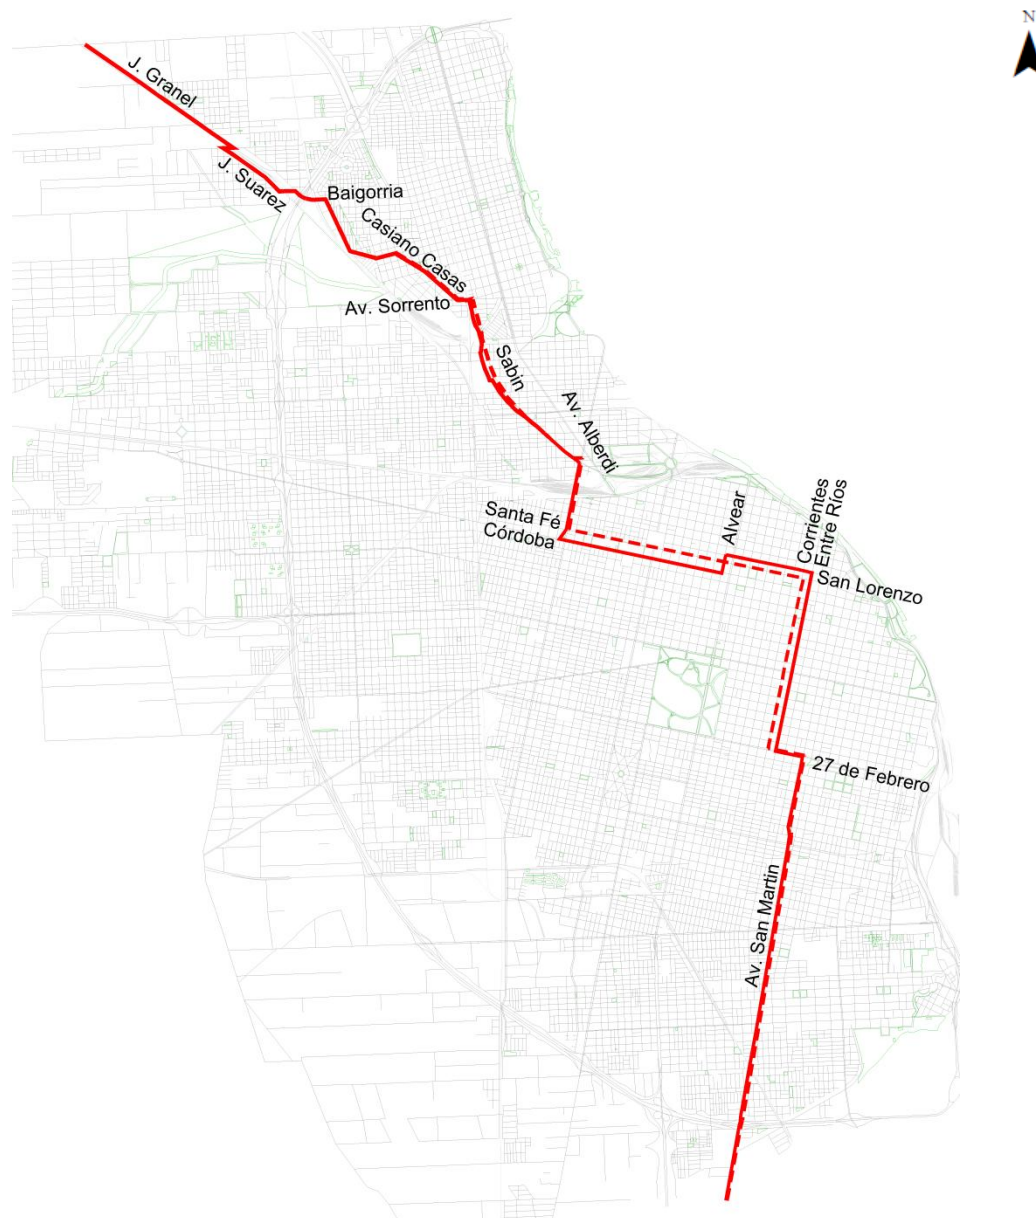 N
J. Granel
J. Suarez
Baigorria
Casiano Casas
Av. Sorrento
Sabin
Av. Alberdi
Santa Fé
Córdoba
Alvear
Corrientes
Entre Ríos
San Lorenzo
27 de Febrero
Av. San Martin